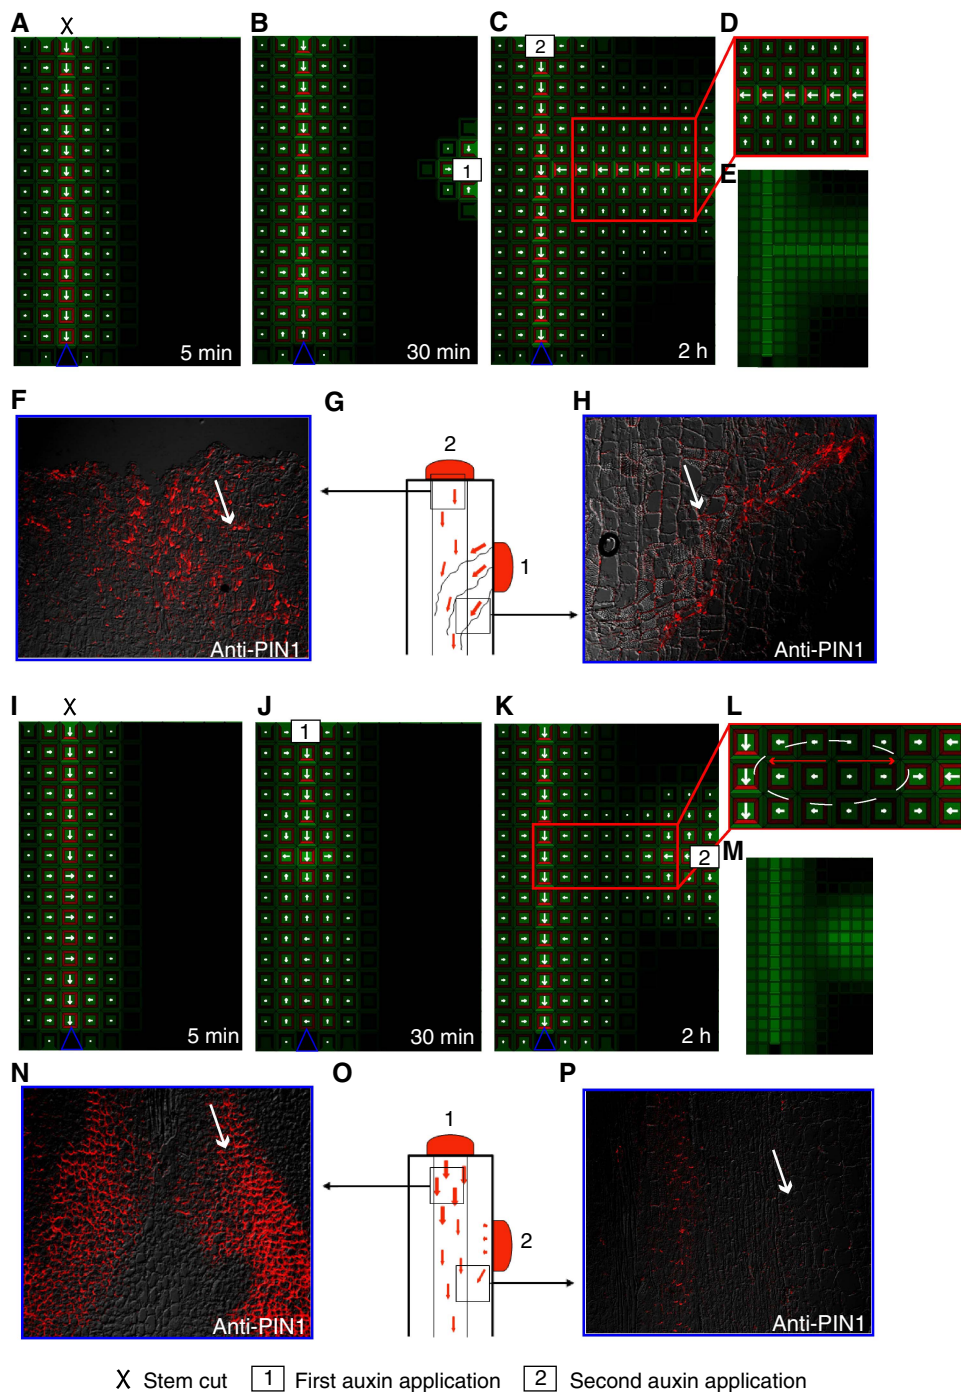 A
X
5 min
B
1
30 min
C
2
2 h
D
E
F
Anti-PIN1
G
2
1
H
Anti-PIN1
I
X
5 min
J
1
30 min
K
2
2 h
L
M
N
Anti-PIN1
O
1
2
P
Anti-PIN1
X Stem cut 1 First auxin application 2 Second auxin application